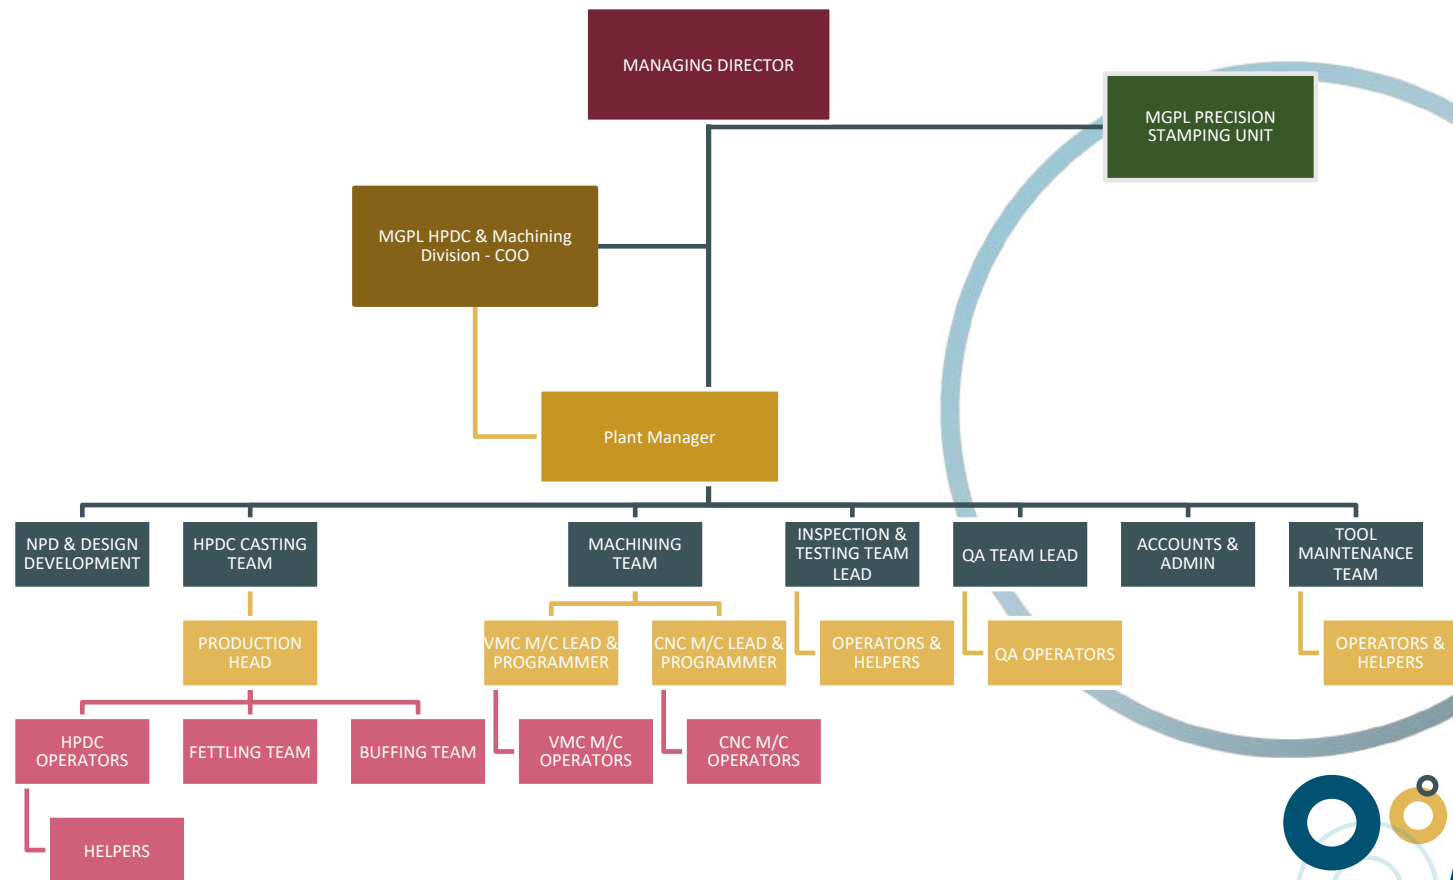 MANAGING DIRECTOR
MGPL PRECISION
STAMPING UNIT
MGPL HPDC & Machining
Division - COO
Plant Manager
NPD & DESIGN
DEVELOPMENT
HPDC CASTING
TEAM
MACHINING
TEAM
INSPECTION &
TESTING TEAM
LEAD
QA TEAM LEAD
ACCOUNTS &
ADMIN
TOOL
MAINTENANCE
TEAM
PRODUCTION
HEAD
VMC M/C LEAD &
PROGRAMMER
CNC M/C LEAD &
PROGRAMMER
OPERATORS &
HELPERS
QA OPERATORS
OPERATORS &
HELPERS
HPDC
OPERATORS
FETTLING TEAM
BUFFING TEAM
VMC M/C
OPERATORS
CNC M/C
OPERATORS
HELPERS